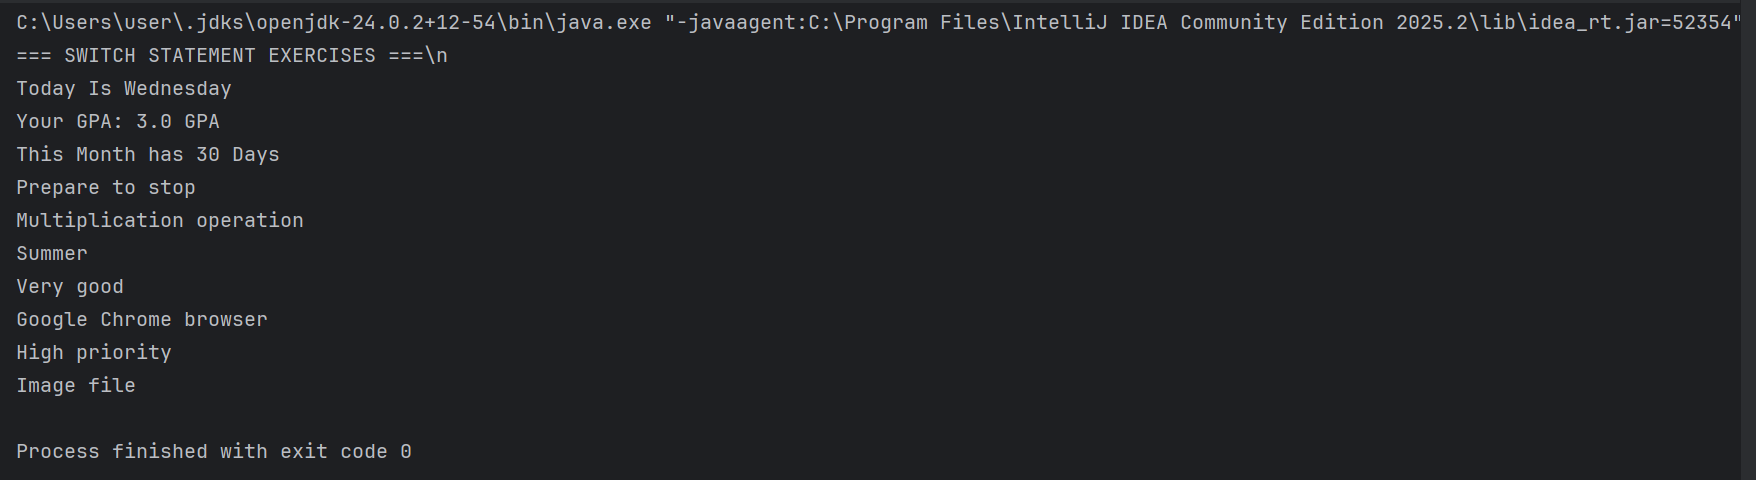 C:\Users\user\.jdks\openjdk-24.0.2+12-54\bin\java.exe "-javaagent:C:\Program Files\IntelliJ IDEA Community Edition 2025.2\lib\idea_rt.jar=52354"
=== SWITCH STATEMENT EXERCISES ===\n
Today Is Wednesday
Your GPA: 3.0 GPA
This Month has 30 Days
Prepare to stop
Multiplication operation
Summer
Very good
Google Chrome browser
High priority
Image file
Process finished with exit code 0